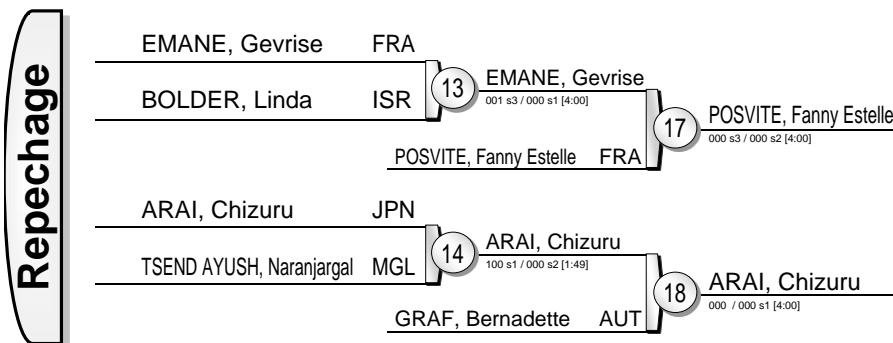 Repechage
EMANE, Gevrise FRA
BOLDER, Linda ISR
13
EMANE, Gevrise
001 s3 / 000 s1 [4:00]
POSVITE, Fanny Estelle FRA
17
POSVITE, Fanny Estelle
000 s3 / 000 s2 [4:00]
ARAI, Chizuru JPN
TSEND AYUSH, Naranjargal MGL
14
ARAI, Chizuru
100 s1 / 000 s2 [1:49]
GRAF, Bernadette AUT
18
ARAI, Chizuru
000 / 000 s1 [4:00]